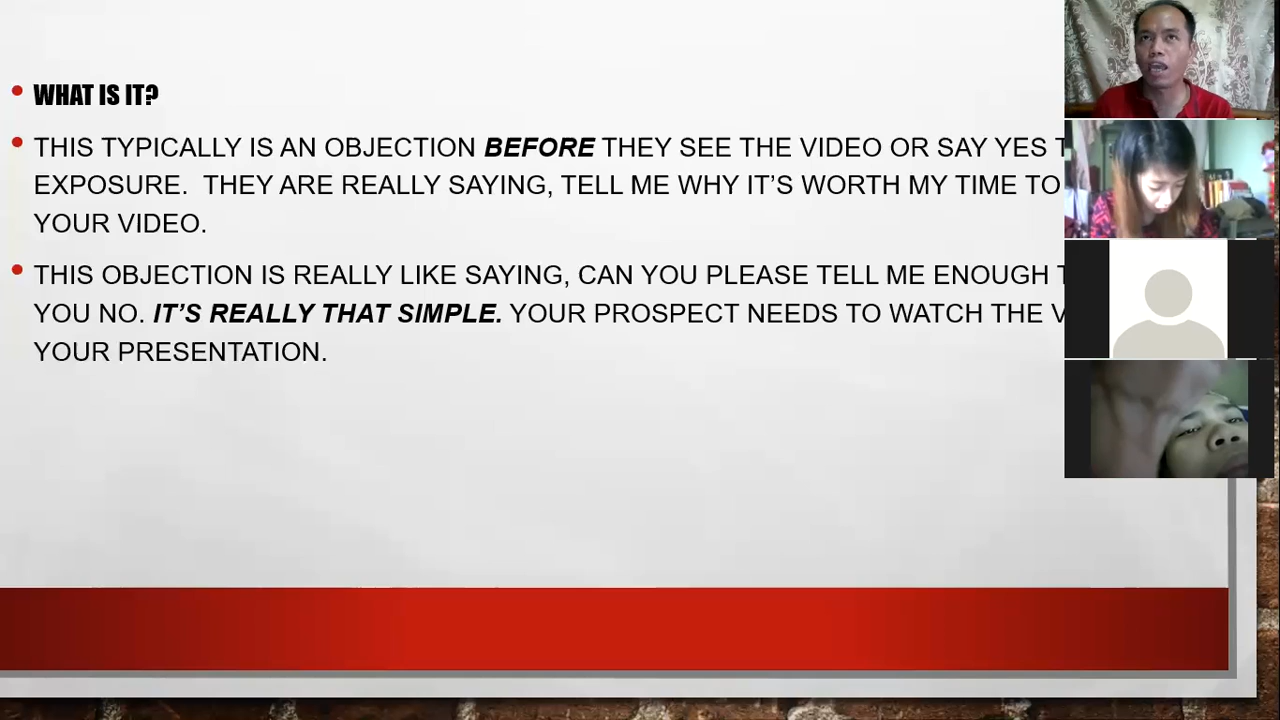 WHAT IS IT?
THIS TYPICALLY IS AN OBJECTION BEFORE THEY SEE THE VIDEO OR SAY YES
EXPOSURE. THEY ARE REALLY SAYING, TELL ME WHY IT'S WORTH MY TIME TO
YOUR VIDEO.
THIS OBJECTION IS REALLY LIKE SAYING, CAN YOU PLEASE TELL ME ENOUGH
YOU NO. IT'S REALLY THAT SIMPLE. YOUR PROSPECT NEEDS TO WATCH THE
YOUR PRESENTATION.